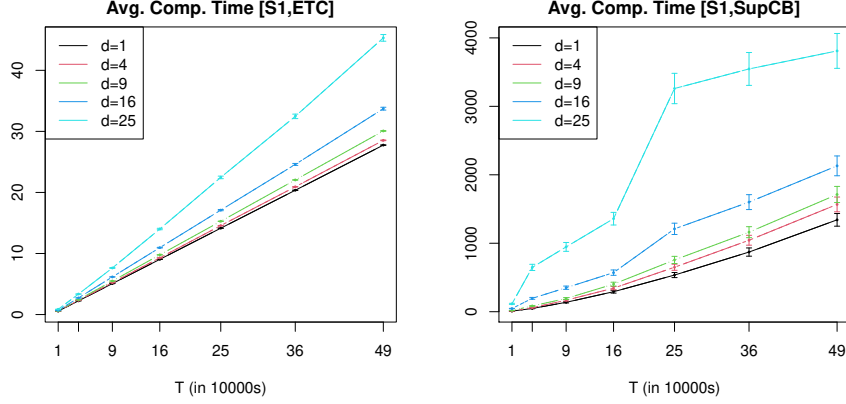 Avg. Comp. Time [S1,ETC]
d=1
d=4
d=9
d=16
d=25
0
10
20
30
40
1
9
16
25
36
49
T (in 10000s)
Avg. Comp. Time [S1,SupCB]
d=1
d=4
d=9
d=16
d=25
0
1000
2000
3000
4000
1
9
16
25
36
49
T (in 10000s)